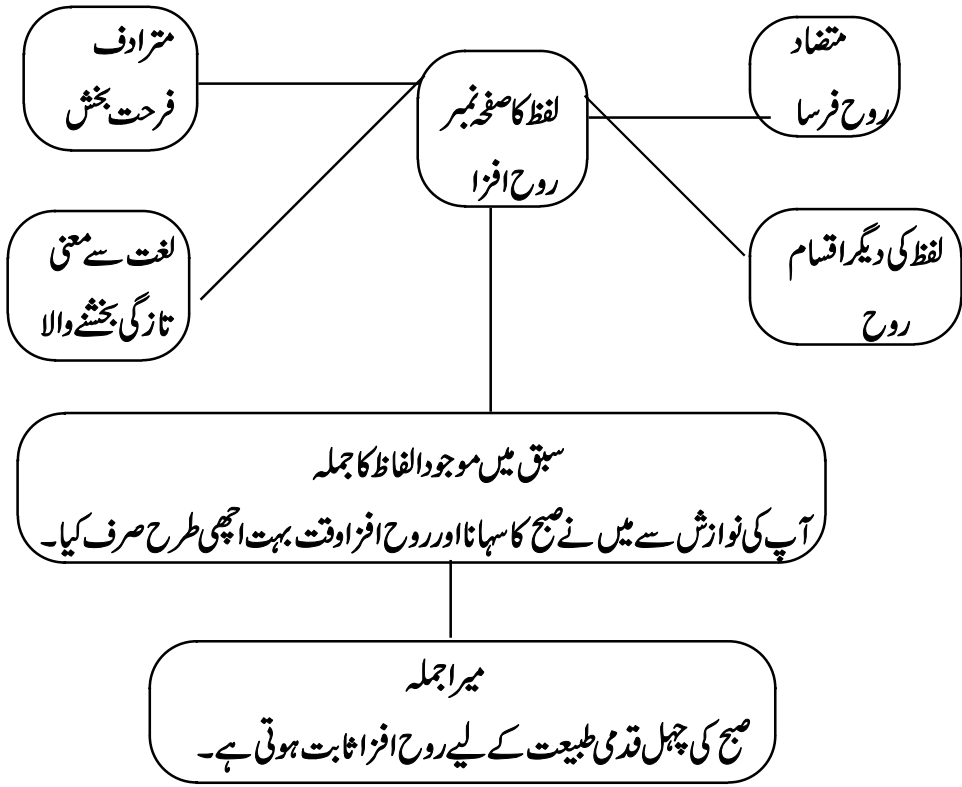 متضاد
روح فرسا
لفظ کا صفحہ نمبر
روح افزا
مترادف
فرحت بخش
لفظ کی دیگر اقسام
روح
لغت سے معنی
تازگی بخشنے والا
سبق میں موجود الفاظ کا جملہ
آپ کی نوازش سے میں نے صبح کا سہانا اور روح افزا وقت بہت اچھی طرح صرف کیا۔
میرا جملہ
صبح کی چہل قدمی طبیعت کے لیے روح افزا ثابت ہوتی ہے۔